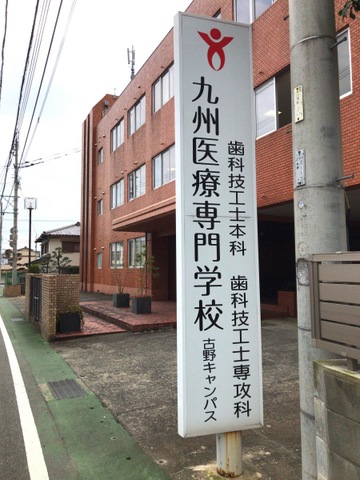 九州医療専門学校
古野キャンパス
歯科技工士本科
歯科技工士専攻科